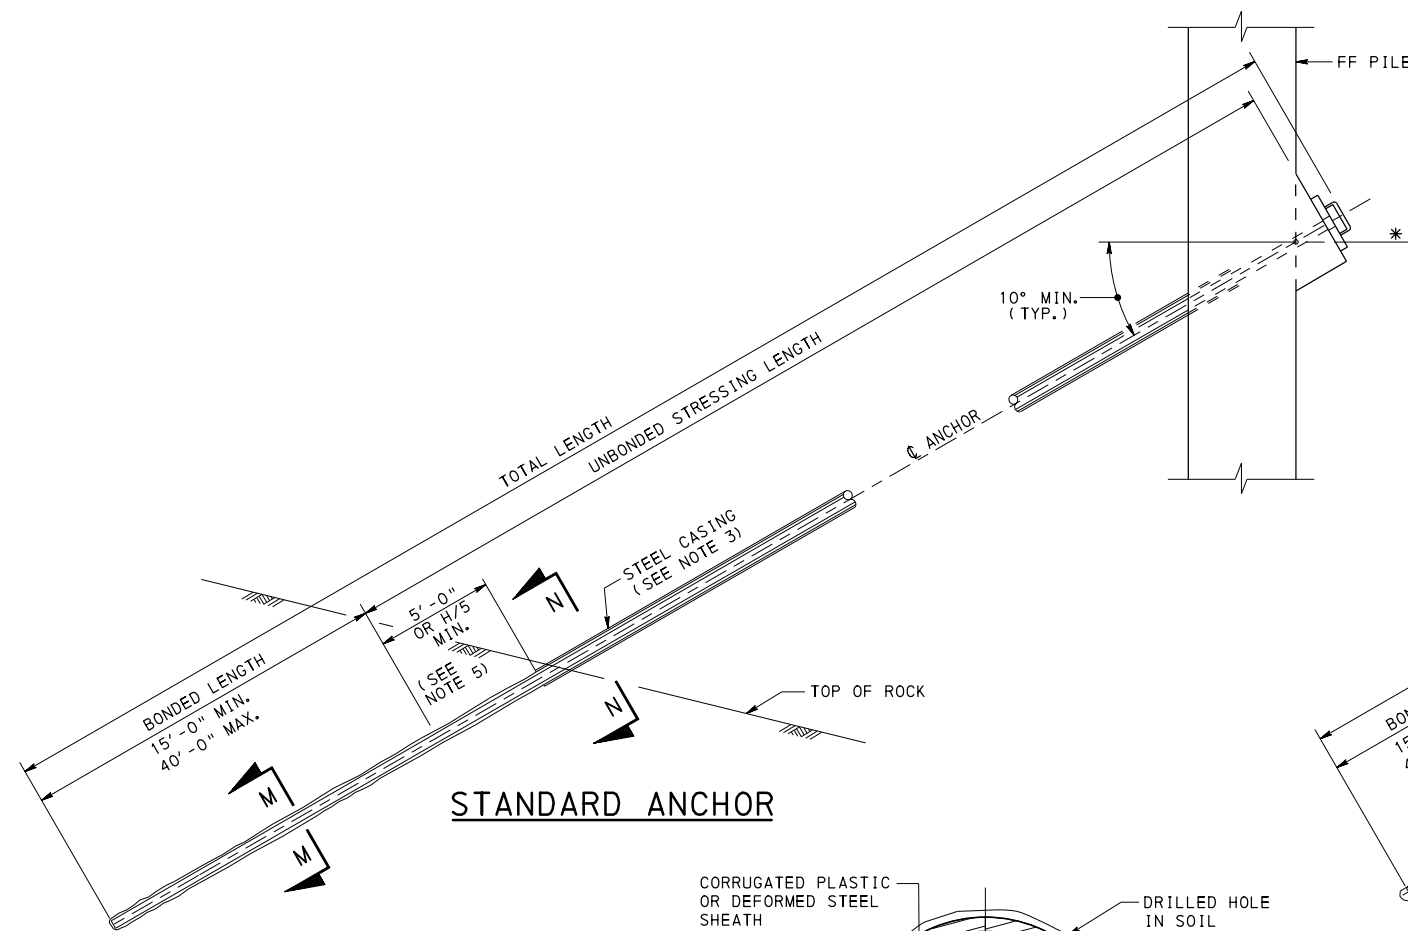 FF PILE
*
10° MIN.
(TYP.)
TOTAL LENGTH
UNBONDED STRESSING LENGTH
℄ ANCHOR
STEEL CASING
(SEE NOTE 3)
N
5'-0"
OR H/5
MIN.
(SEE
NOTE 5)
BONDED LENGTH
15'-0" MIN.
40'-0" MAX.
N
TOP OF ROCK
M
M
STANDARD ANCHOR
CORRUGATED PLASTIC
OR DEFORMED STEEL
SHEATH
DRILLED HOLE
IN SOIL